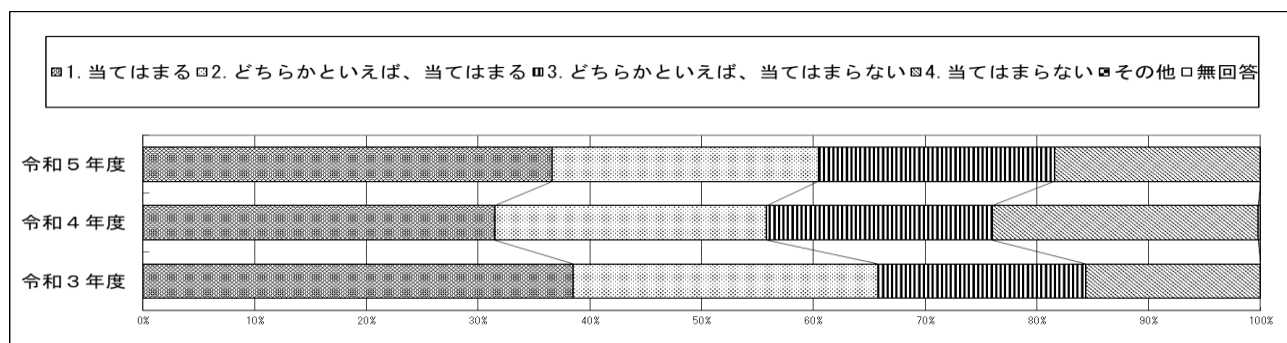 1.当てはまる 2.どちらかといえば、当てはまる 3.どちらかといえば、当てはまらない 4.当てはまらない その他 無回答
令和５年度
令和４年度
令和３年度
0% 10% 20% 30% 40% 50% 60% 70% 80% 90% 100%